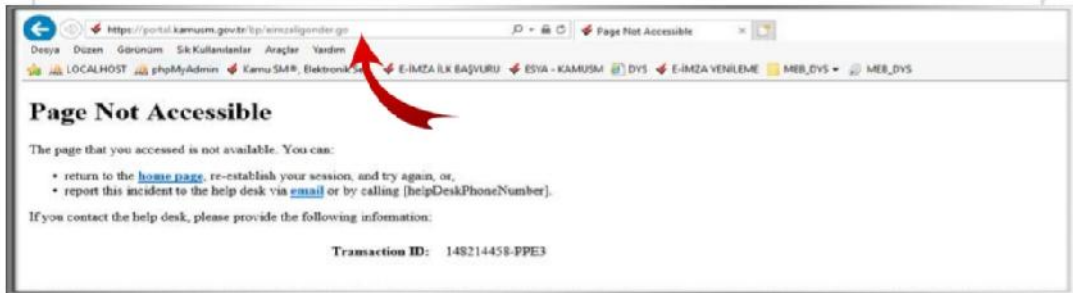 https://portal.kamusm.gov.tr/bp/eimzaligonder.go
Page Not Accessible
Dosya Düzen Görünüm Sık Kullanılanlar Araçlar Yardım
LOCALHOST phpMyAdmin Kamu SM®, Elektronik E-İMZA İLK BAŞVURU ESYA - KAMUSM DYS E-İMZA YENİLEME MEB_DYS MEB_DYS
Page Not Accessible
The page that you accessed is not available. You can:
• return to the home page, re-establish your session, and try again, or,
• report this incident to the help desk via email or by calling [helpDeskPhoneNumber].
If you contact the help desk, please provide the following information:
Transaction ID: 148214458-PPE3